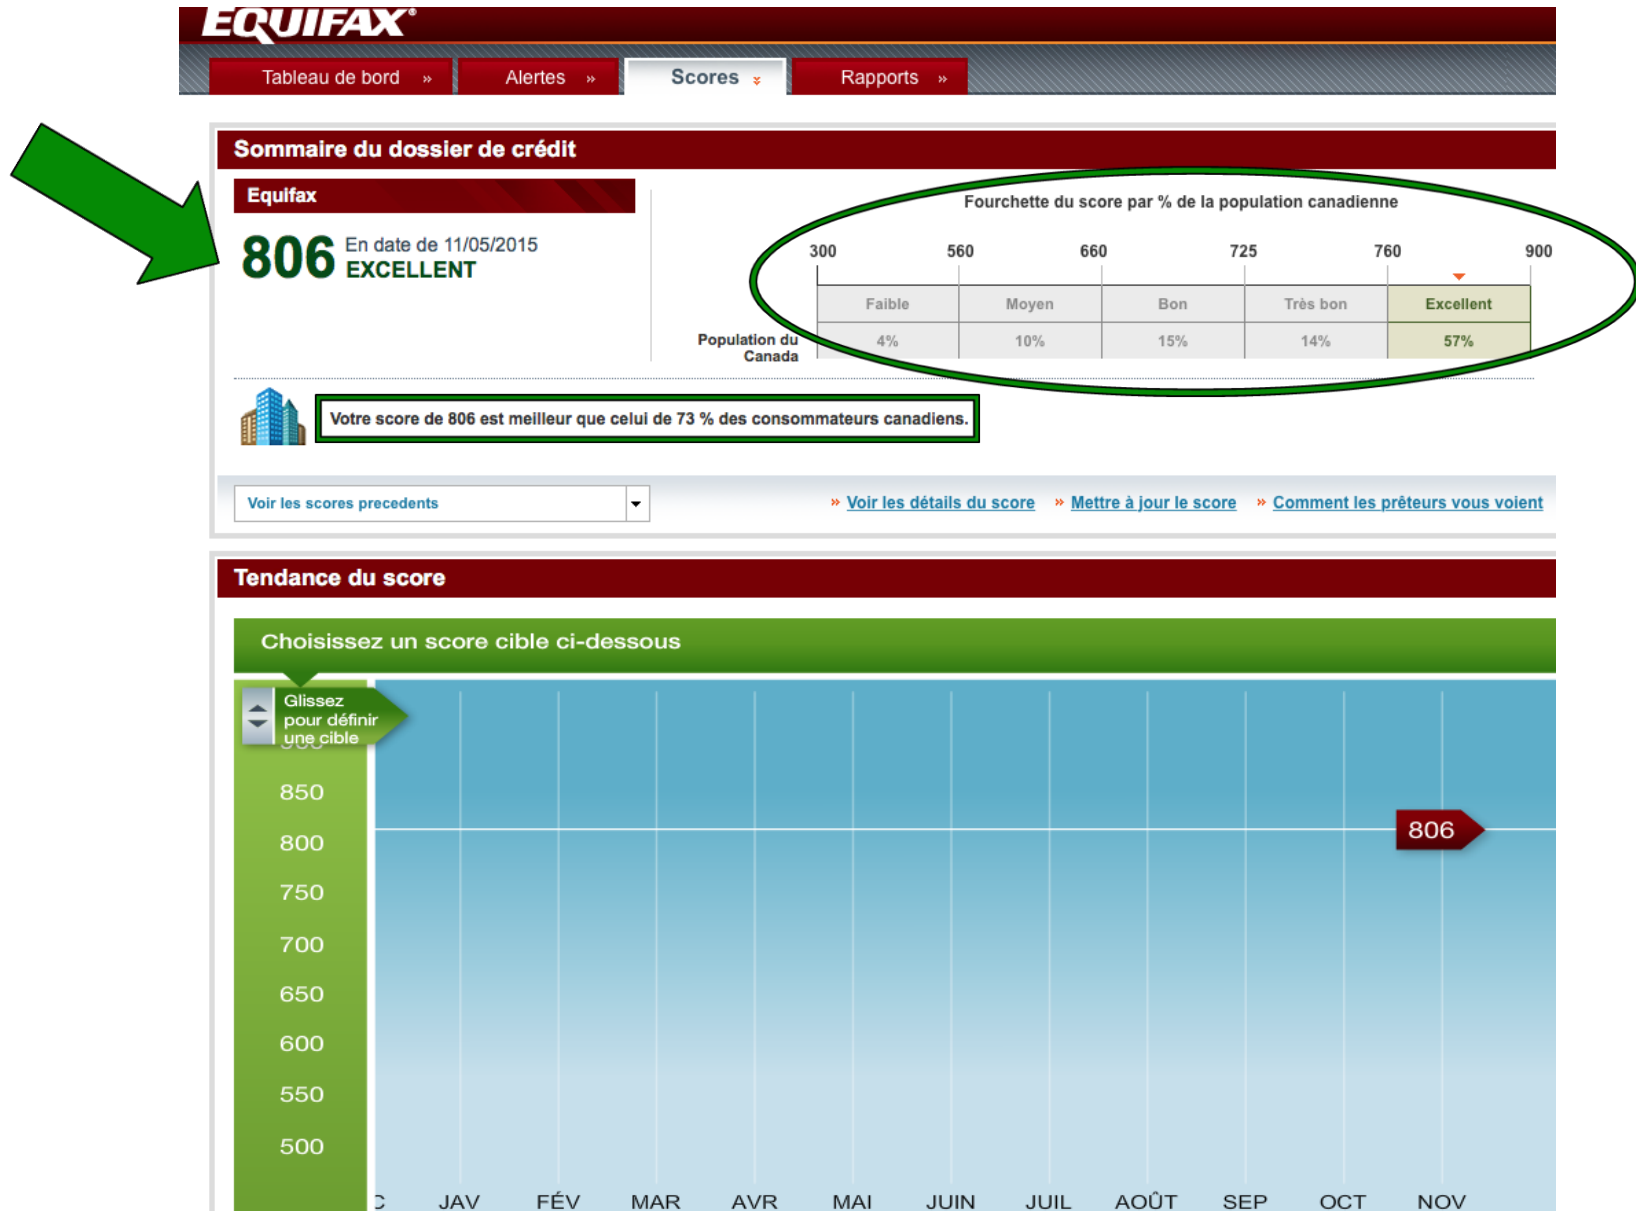 EQUIFAX®
Tableau de bord »
Alertes »
Scores
Rapports »
Sommaire du dossier de crédit
Equifax
806 En date de 11/05/2015
EXCELLENT
Fourchette du score par % de la population canadienne
300 560 660 725 760 900
Faible Moyen Bon Très bon Excellent
Population du Canada 4% 10% 15% 14% 57%
Votre score de 806 est meilleur que celui de 73 % des consommateurs canadiens.
Voir les scores precedents
» Voir les détails du score » Mettre à jour le score » Comment les prêteurs vous voient
Tendance du score
Choisissez un score cible ci-dessous
Glissez
pour définir
une cible
850
800
806
750
700
650
600
550
500
JAV FÉV MAR AVR MAI JUIN JUIL AOÛT SEP OCT NOV